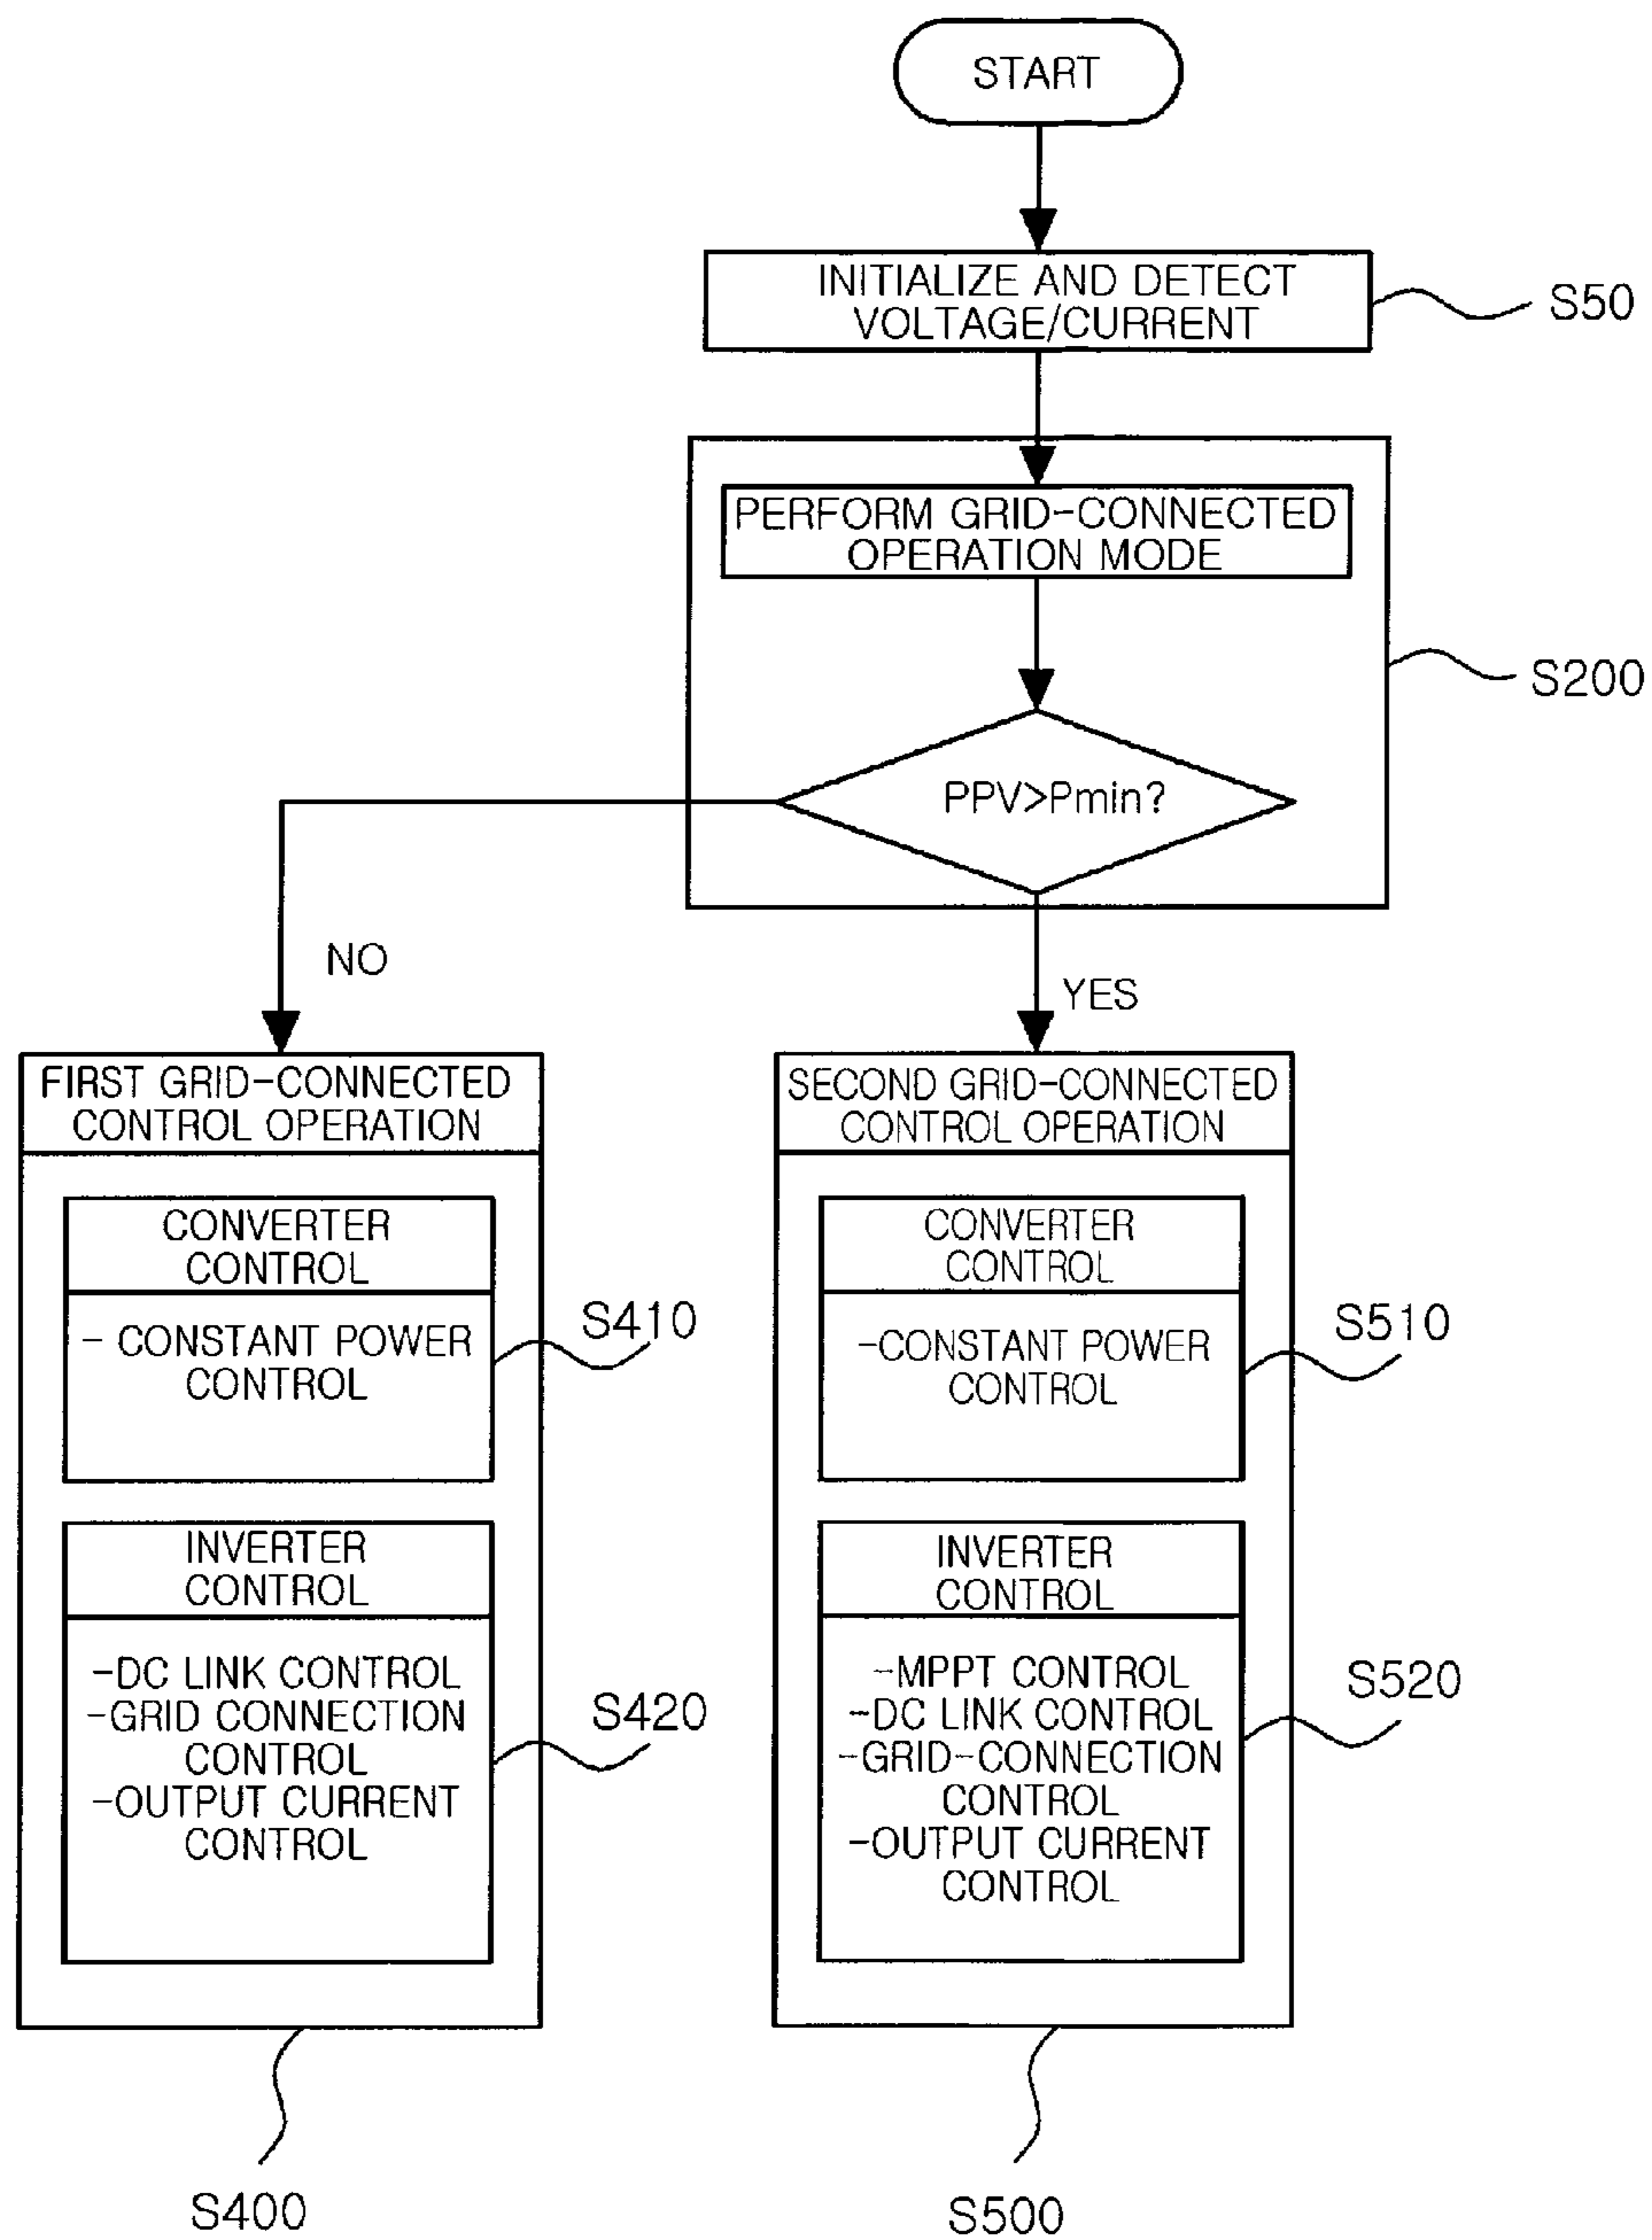 START
INITIALIZE AND DETECT
VOLTAGE/CURRENT
S50
PERFORM GRID-CONNECTED
OPERATION MODE
S200
PPV>Pmin?
NO
YES
FIRST GRID-CONNECTED
CONTROL OPERATION
CONVERTER
CONTROL
- CONSTANT POWER
CONTROL
S410
INVERTER
CONTROL
-DC LINK CONTROL
-GRID CONNECTION
CONTROL
-OUTPUT CURRENT
CONTROL
S420
S400
SECOND GRID-CONNECTED
CONTROL OPERATION
CONVERTER
CONTROL
-CONSTANT POWER
CONTROL
S510
INVERTER
CONTROL
-MPPT CONTROL
-DC LINK CONTROL
-GRID-CONNECTION
CONTROL
-OUTPUT CURRENT
CONTROL
S520
S500